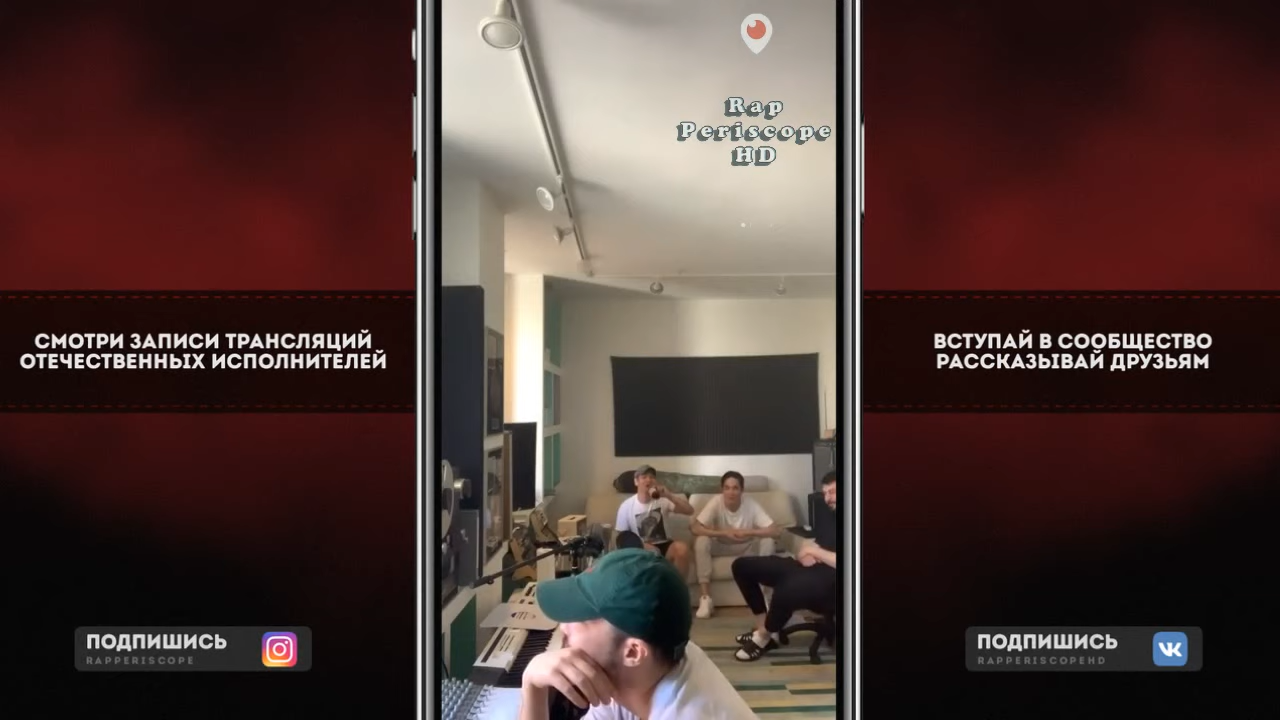 Rap
Periscope
HD
СМОТРИ ЗАПИСИ ТРАНСЛЯЦИЙ
ОТЕЧЕСТВЕННЫХ ИСПОЛНИТЕЛЕЙ
ВСТУПАЙ В СООБЩЕСТВО
РАССКАЗЫВАЙ ДРУЗЬЯМ
ПОДПИШИСЬ
RAPPERISCOPE
ПОДПИШИСЬ
RAPPERISCOPEHD